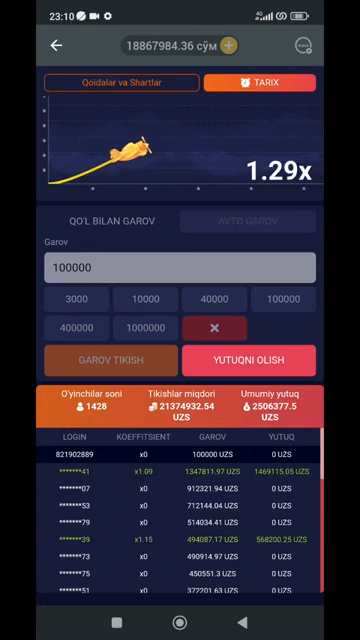 23:10
4G
18867984.36 сўм
Qoidalar va Shartlar
TARIX
1.29x
QO'L BILAN GAROV
AVTO GAROV
Garov
100000
3000 10000 40000 100000
400000 1000000
GAROV TIKISH
YUTUQNI OLISH
O'yinchilar soni Tikishlar miqdori Umumiy yutuq
1428 21374932.54 UZS 2506377.5 UZS
LOGIN KOEFFITSIENT GAROV YUTUQ
821902889 x0 100000 UZS 0 UZS
*******41 x1.09 1347811.97 UZS 1469115.05 UZS
*******07 x0 912321.94 UZS 0 UZS
*******53 x0 712144.04 UZS 0 UZS
*******79 x0 514034.41 UZS 0 UZS
*******39 x1.15 494087.17 UZS 568200.25 UZS
*******73 x0 490914.97 UZS 0 UZS
*******75 x0 450551.3 UZS 0 UZS
*******51 x0 372201.63 UZS 0 UZS